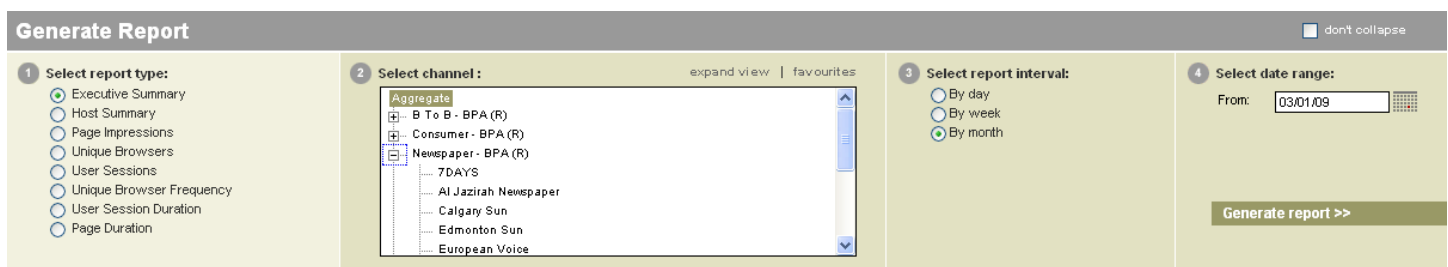 Generate Report
don't collapse
1 Select report type:
Executive Summary
Host Summary
Page Impressions
Unique Browsers
User Sessions
Unique Browser Frequency
User Session Duration
Page Duration
2 Select channel : expand view | favourites
Aggregate
B To B - BPA (R)
Consumer - BPA (R)
Newspaper - BPA (R)
7DAYS
Al Jazirah Newspaper
Calgary Sun
Edmonton Sun
European Voice
3 Select report interval:
By day
By week
By month
4 Select date range:
From: 03/01/09
Generate report >>